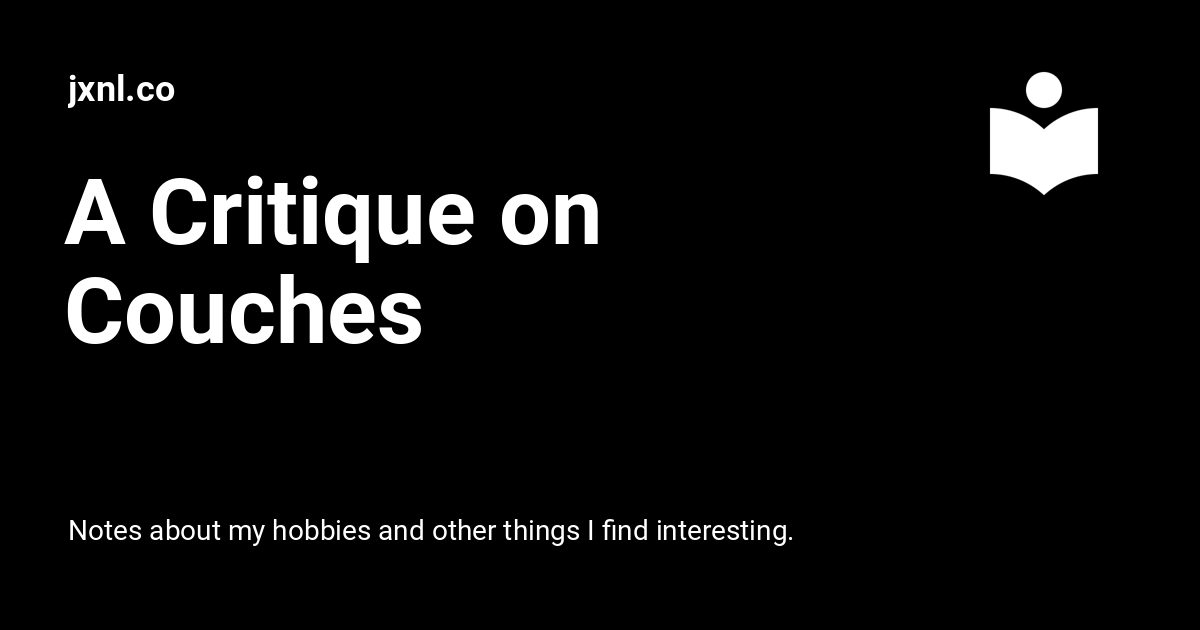 jxnl.co
A Critique on
Couches
Notes about my hobbies and other things I find interesting.